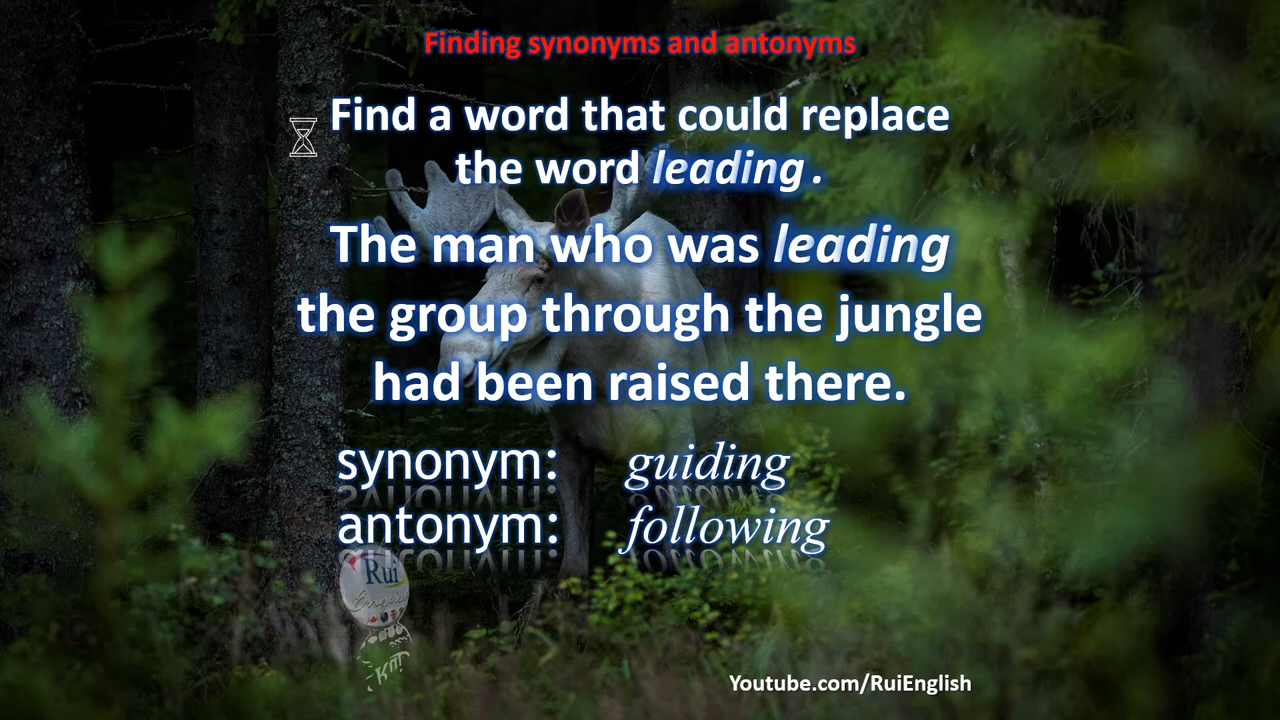 Finding synonyms and antonyms
Find a word that could replace
the word leading.
The man who was leading
the group through the jungle
had been raised there.
synonym: guiding
antonym: following
Rui
English
Youtube.com/RuiEnglish